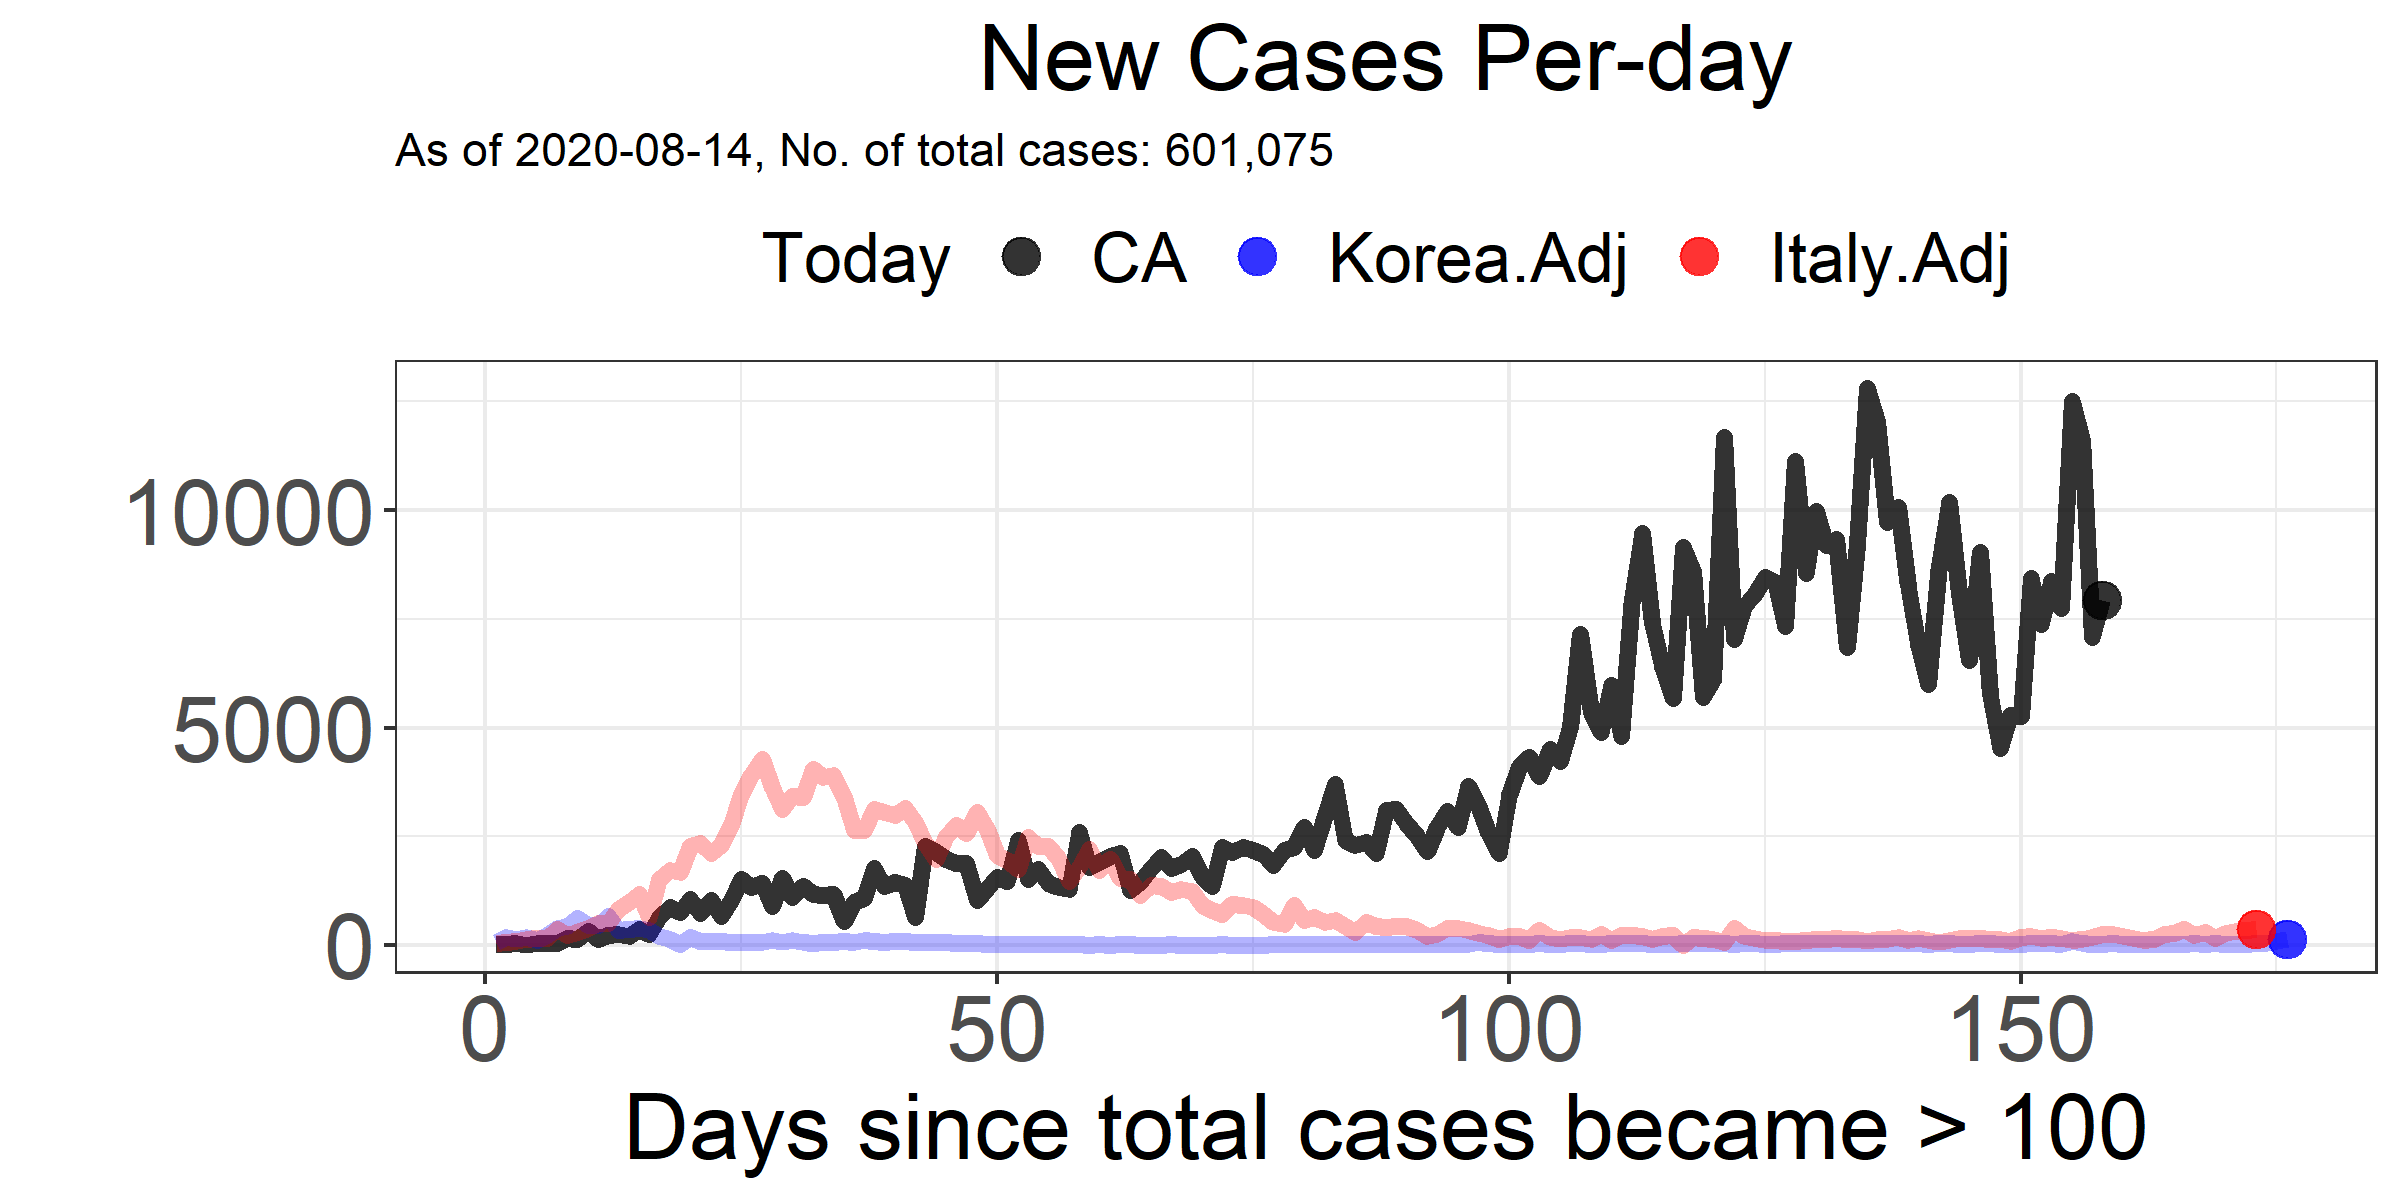 New Cases Per-day
As of 2020-08-14, No. of total cases: 601,075
Today CA Korea.Adj Italy.Adj
10000
5000
0
0 50 100 150
Days since total cases became > 100